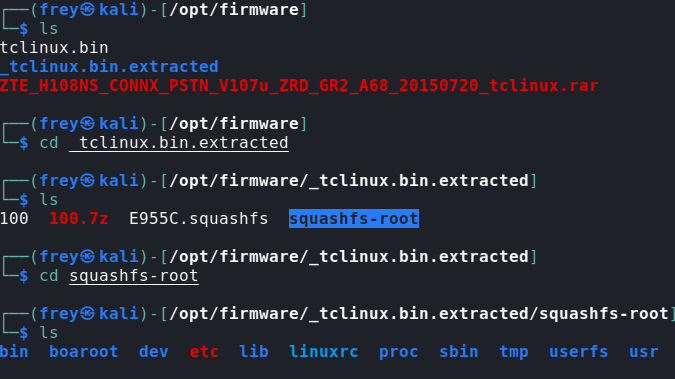 ┌──(frey㉿kali)-[/opt/firmware]
└─$ ls
tclinux.bin
_tclinux.bin.extracted
ZTE_H108NS_CONNX_PSTN_V107u_ZRD_GR2_A68_20150720_tclinux.rar
┌──(frey㉿kali)-[/opt/firmware]
└─$ cd _tclinux.bin.extracted
┌──(frey㉿kali)-[/opt/firmware/_tclinux.bin.extracted]
└─$ ls
100  100.7z  E955C.squashfs  squashfs-root
┌──(frey㉿kali)-[/opt/firmware/_tclinux.bin.extracted]
└─$ cd squashfs-root
┌──(frey㉿kali)-[/opt/firmware/_tclinux.bin.extracted/squashfs-root]
└─$ ls
bin  boaroot  dev  etc  lib  linuxrc  proc  sbin  tmp  userfs  usr